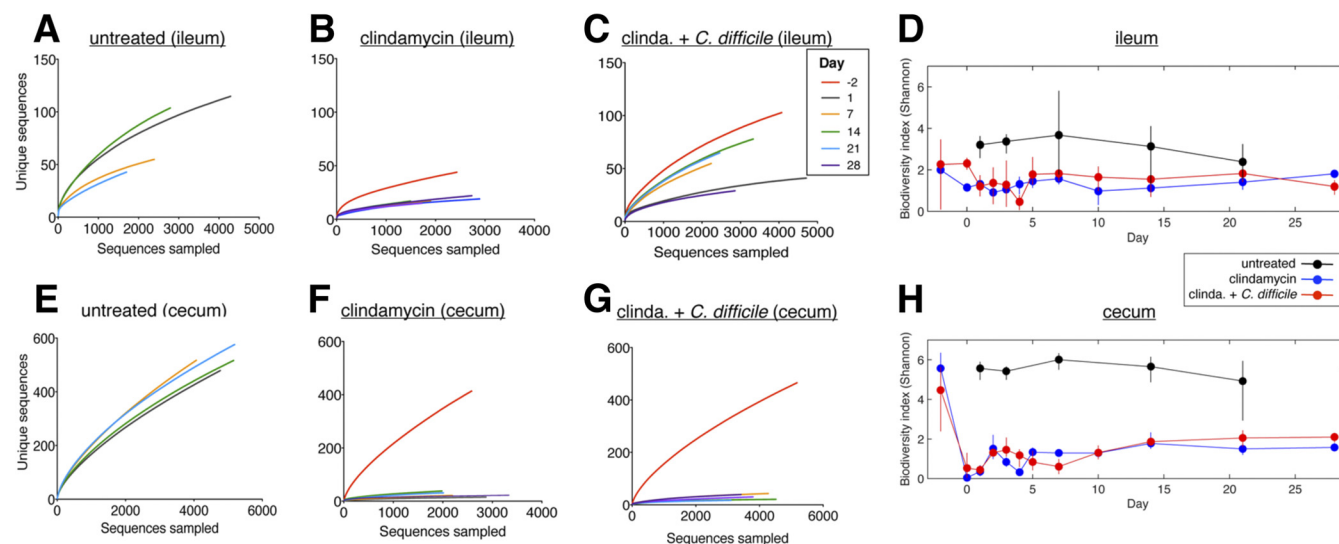 A
untreated (ileum)
Unique sequences
150
100
50
0
0 1000 2000 3000 4000 5000
Sequences sampled
B
clindamycin (ileum)
150
100
50
0
0 1000 2000 3000 4000
Sequences sampled
C
clinda. + C. difficile (ileum)
150
100
50
0
0 1000 2000 3000 4000 5000
Sequences sampled
Day
-2
1
7
14
21
28
D
ileum
Biodiversity index (Shannon)
6
4
2
0
0 5 10 15 20 25
Day
untreated
clindamycin
clinda. + C. difficile
E
untreated (cecum)
Unique sequences
600
400
200
0
0 2000 4000 6000
Sequences sampled
F
clindamycin (cecum)
600
400
200
0
0 1000 2000 3000 4000
Sequences sampled
G
clinda. + C. difficile (cecum)
600
400
200
0
0 2000 4000 6000
Sequences sampled
H
cecum
Biodiversity index (Shannon)
6
4
2
0
0 5 10 15 20 25
Day